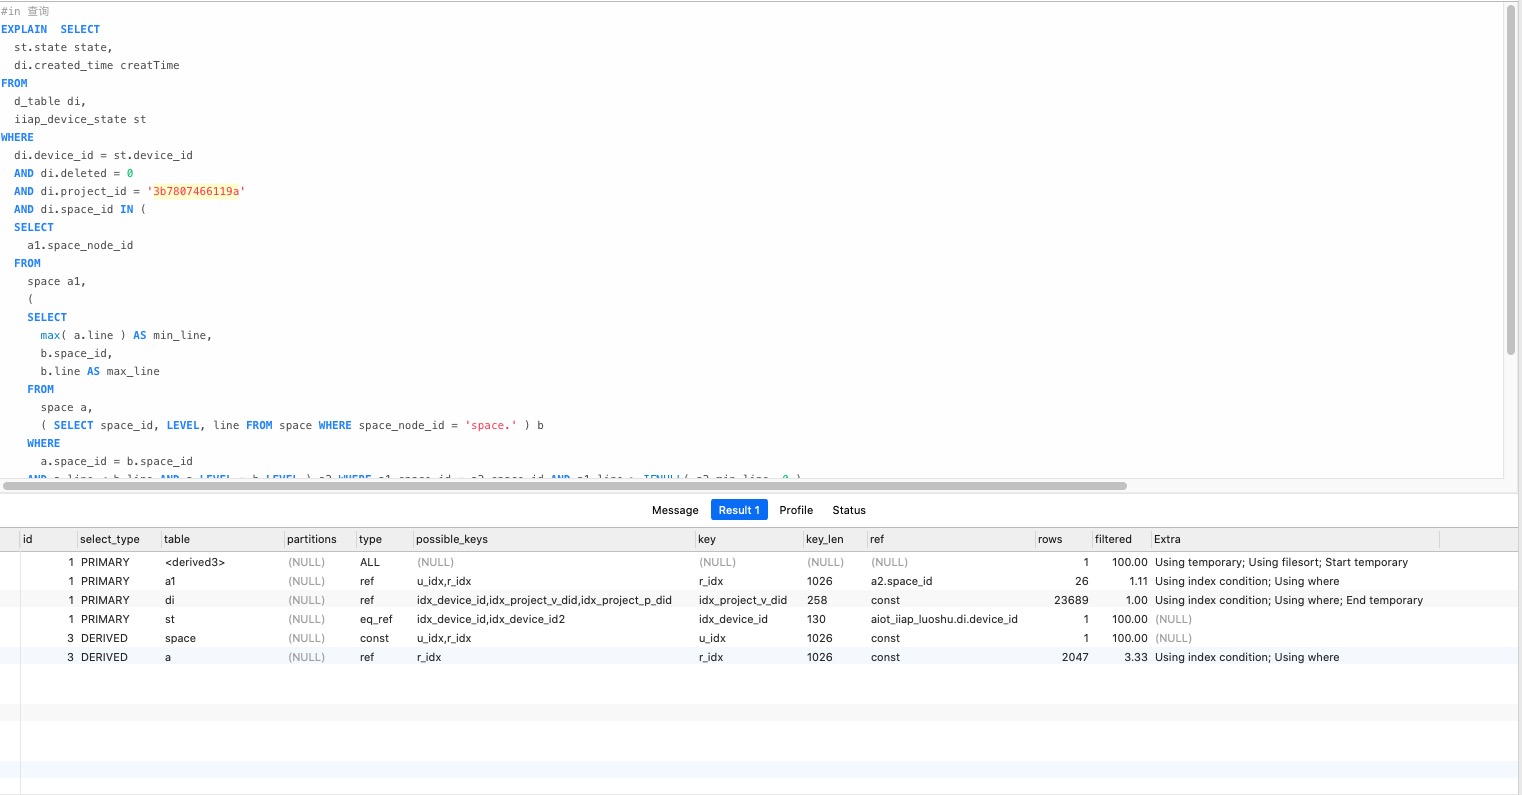 #in 查询
EXPLAIN SELECT
st.state state,
di.created_time creatTime
FROM
d_table di,
iiap_device_state st
WHERE
di.device_id = st.device_id
AND di.deleted = 0
AND di.project_id = '3b7807466119a'
AND di.space_id IN (
SELECT
a1.space_node_id
FROM
space a1,
(
SELECT
max( a.line ) AS min_line,
b.space_id,
b.line AS max_line
FROM
space a,
( SELECT space_id, LEVEL, line FROM space WHERE space_node_id = 'space.' ) b
WHERE
a.space_id = b.space_id
Message Result 1 Profile Status
id select_type table partitions type possible_keys key key_len ref rows filtered Extra
1 PRIMARY <derived3> (NULL) ALL (NULL) (NULL) (NULL) (NULL) 1 100.00 Using temporary; Using filesort; Start temporary
1 PRIMARY a1 (NULL) ref u_idx,r_idx r_idx 1026 a2.space_id 26 1.11 Using index condition; Using where
1 PRIMARY di (NULL) ref idx_device_id,idx_project_v_did,idx_project_p_did idx_project_v_did 258 const 23689 1.00 Using index condition; Using where; End temporary
1 PRIMARY st (NULL) eq_ref idx_device_id,idx_device_id2 idx_device_id 130 aiot_iiap_luoshu.di.device_id 1 100.00 (NULL)
3 DERIVED space (NULL) const u_idx,r_idx u_idx 1026 const 1 100.00 (NULL)
3 DERIVED a (NULL) ref r_idx r_idx 1026 const 2047 3.33 Using index condition; Using where